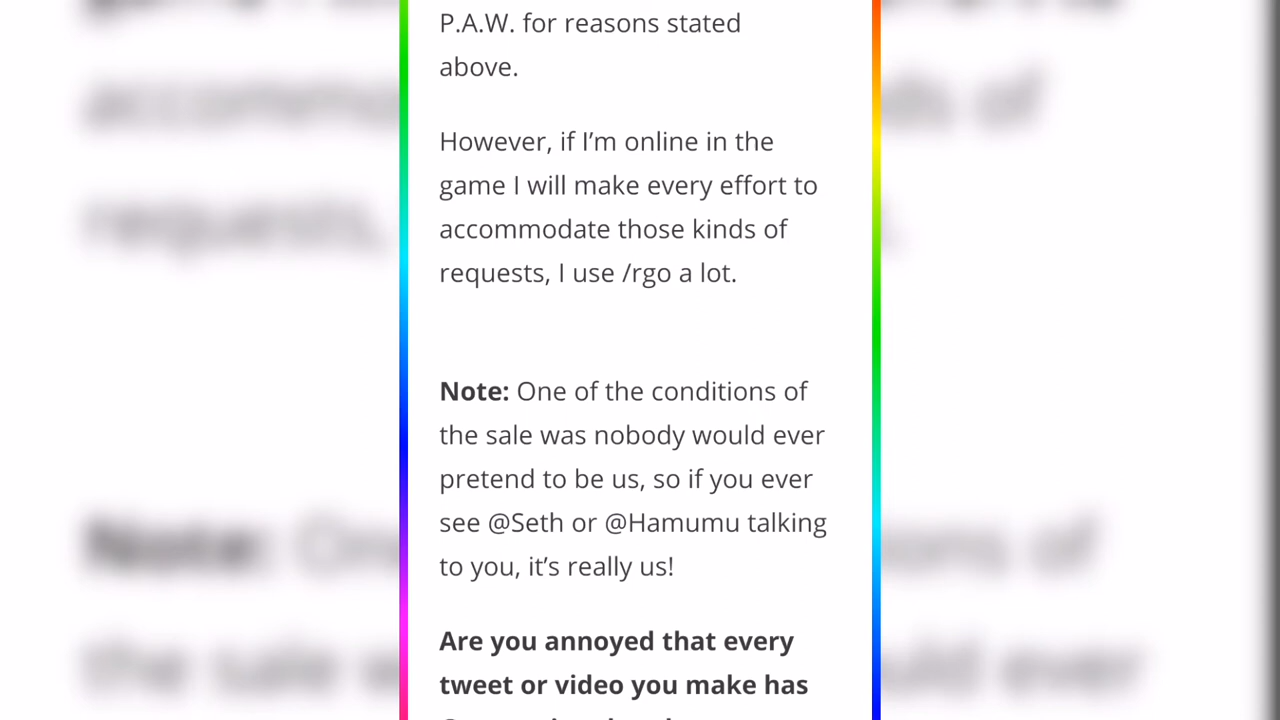 P.A.W. for reasons stated
above.
However, if I’m online in the
game I will make every effort to
accommodate those kinds of
requests, I use /rgo a lot.
Note: One of the conditions of
the sale was nobody would ever
pretend to be us, so if you ever
see @Seth or @Hamumu talking
to you, it’s really us!
Are you annoyed that every
tweet or video you make has